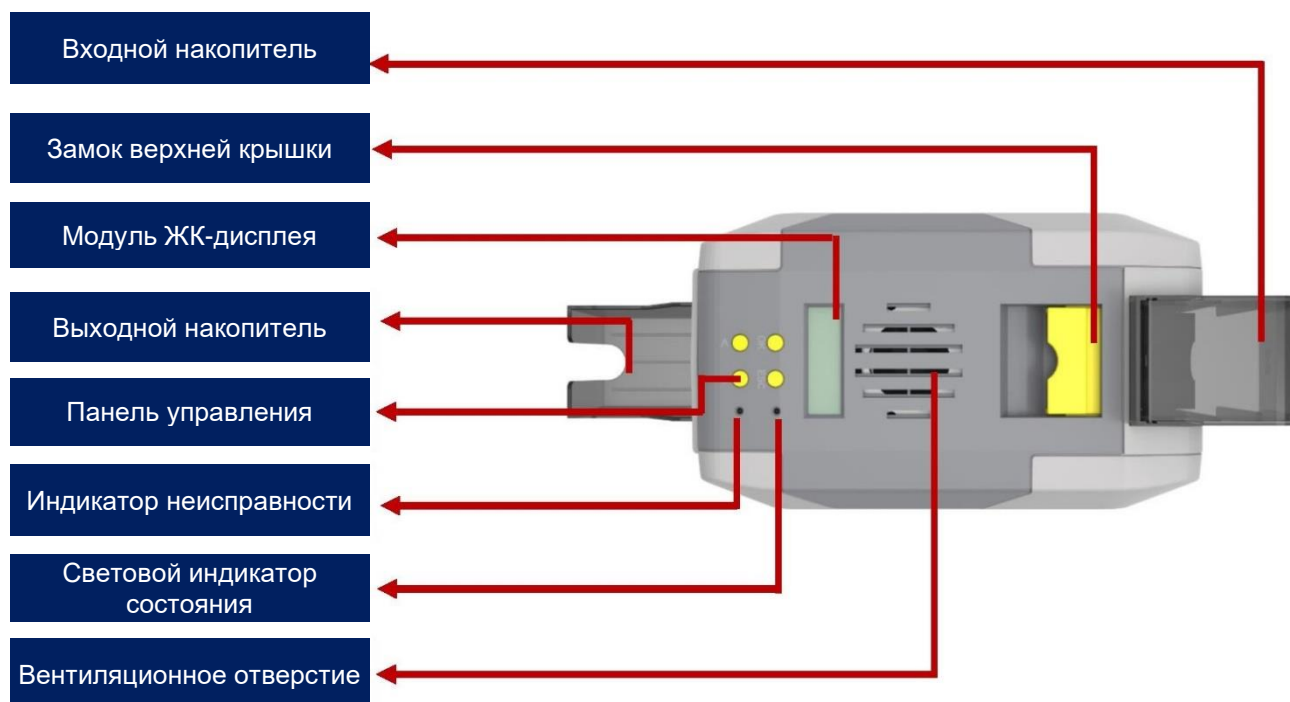 Входной накопитель
Замок верхней крышки
Модуль ЖК-дисплея
Выходной накопитель
Панель управления
Индикатор неисправности
Световой индикатор
состояния
Вентиляционное отверстие